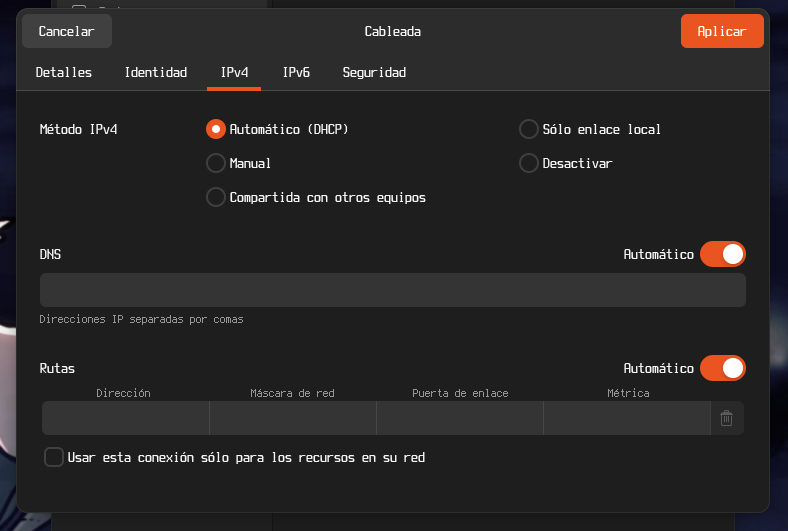 Cancelar Cableada Aplicar
Detalles Identidad IPv4 IPv6 Seguridad
Método IPv4 Automático (DHCP) Sólo enlace local
Manual Desactivar
Compartida con otros equipos
DNS Automático
Direcciones IP separadas por comas
Rutas Automático
Dirección Máscara de red Puerta de enlace Métrica
Usar esta conexión sólo para los recursos en su red